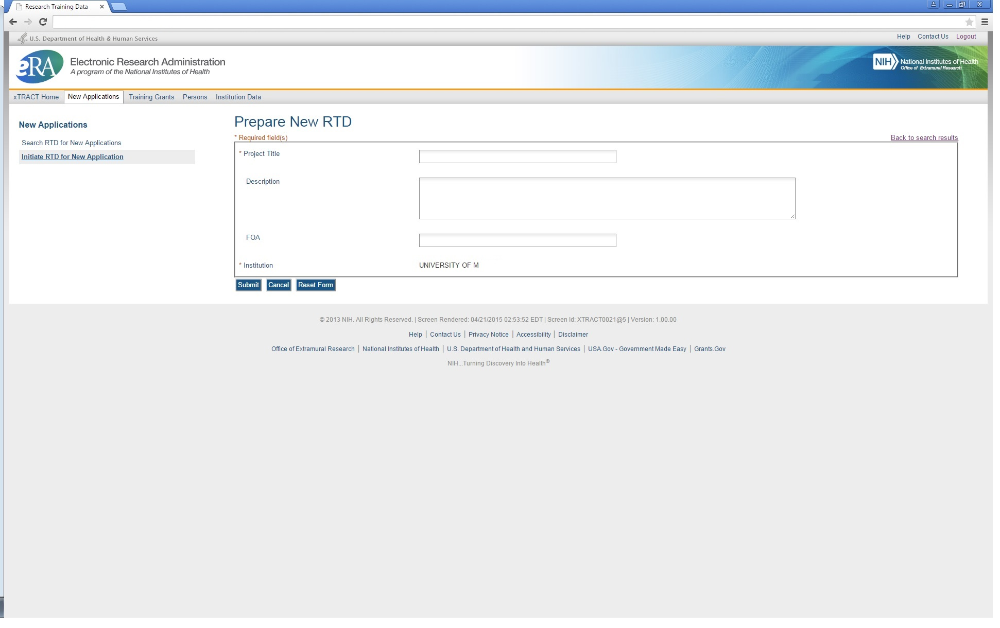 Research Training Data
U.S. Department of Health & Human Services
Help Contact Us Logout
eRA Electronic Research Administration
A program of the National Institutes of Health
NIH National Institutes of Health
Office of Extramural Research
xTRACT Home New Applications Training Grants Persons Institution Data
New Applications
Search RTD for New Applications
Initiate RTD for New Application
Prepare New RTD
* Required field(s) Back to search results
* Project Title
Description
FOA
* Institution UNIVERSITY OF M
Submit Cancel Reset Form
© 2013 NIH. All Rights Reserved. | Screen Rendered: 04/21/2015 02:53:52 EDT | Screen Id: XTRACT0021@5 | Version: 1.00.00
Help | Contact Us | Privacy Notice | Accessibility | Disclaimer
Office of Extramural Research | National Institutes of Health | U.S. Department of Health and Human Services | USA.Gov - Government Made Easy | Grants.Gov
NIH...Turning Discovery Into Health®